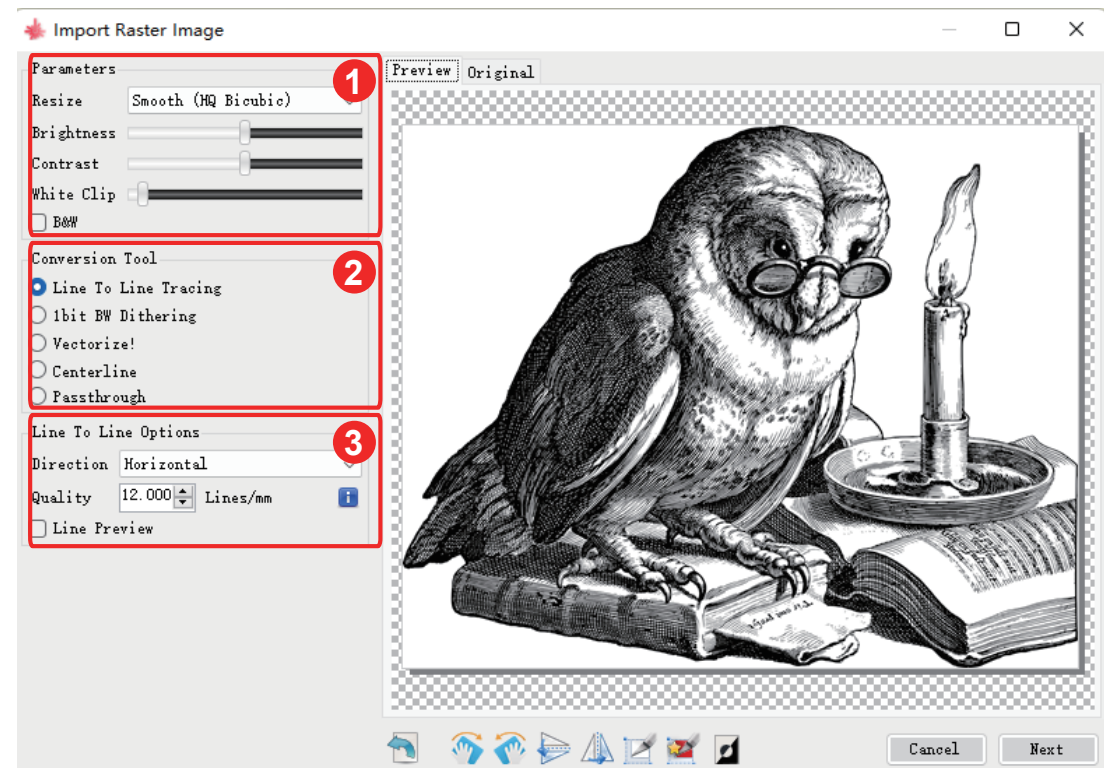 Import Raster Image
Parameters
1
Resize Smooth (HQ Bicubic)
Brightness
Contrast
White Clip
B&W
Conversion Tool
2
Line To Line Tracing
1bit BW Dithering
Vectorize!
Centerline
Passthrough
Line To Line Options
3
Direction Horizontal
Quality 12.000 Lines/mm
Line Preview
Preview Original
Cancel Next